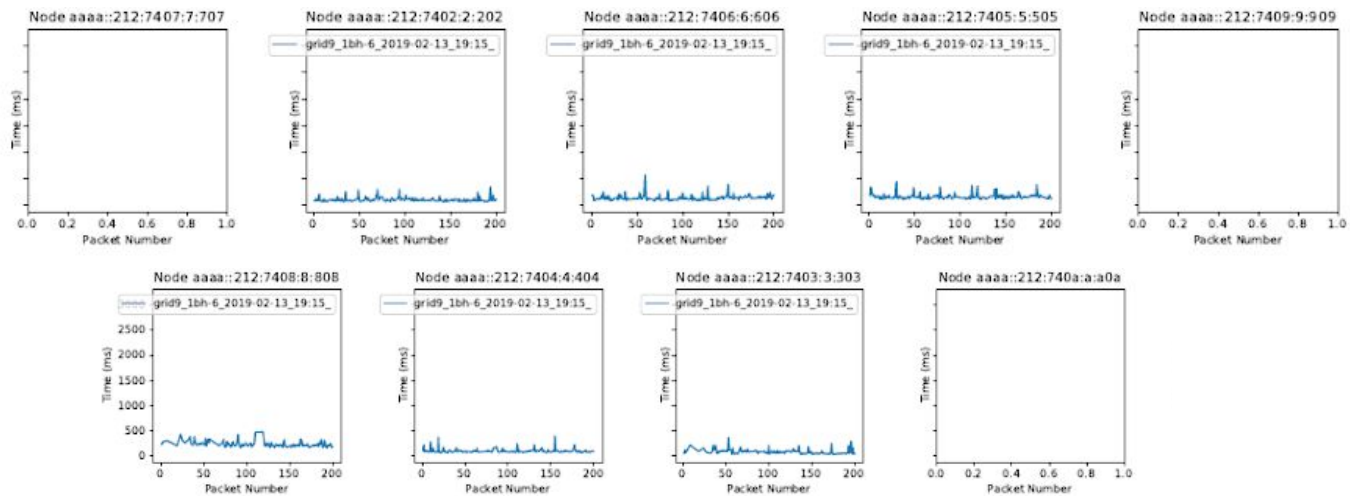 Node aaaa::212:7407:7:707
Node aaaa::212:7402:2:202
Node aaaa::212:7406:6:606
Node aaaa::212:7405:5:505
Node aaaa::212:7409:9:909
grid9_1bh-6_2019-02-13_19:15_
grid9_1bh-6_2019-02-13_19:15_
grid9_1bh-6_2019-02-13_19:15_
Time (ms)
Time (ms)
Time (ms)
Time (ms)
Time (ms)
0.0 0.2 0.4 0.6 0.8 1.0
0 50 100 150 200
0 50 100 150 200
0 50 100 150 200
0.0 0.2 0.4 0.6 0.8 1.0
Packet Number
Packet Number
Packet Number
Packet Number
Packet Number
Node aaaa::212:7408:8:808
Node aaaa::212:7404:4:404
Node aaaa::212:7403:3:303
Node aaaa::212:740a:a:a0a
grid9_1bh-6_2019-02-13_19:15_
grid9_1bh-6_2019-02-13_19:15_
grid9_1bh-6_2019-02-13_19:15_
2500
2000
1500
1000
500
0
Time (ms)
Time (ms)
Time (ms)
Time (ms)
0 50 100 150 200
0 50 100 150 200
0 50 100 150 200
0.0 0.2 0.4 0.6 0.8 1.0
Packet Number
Packet Number
Packet Number
Packet Number